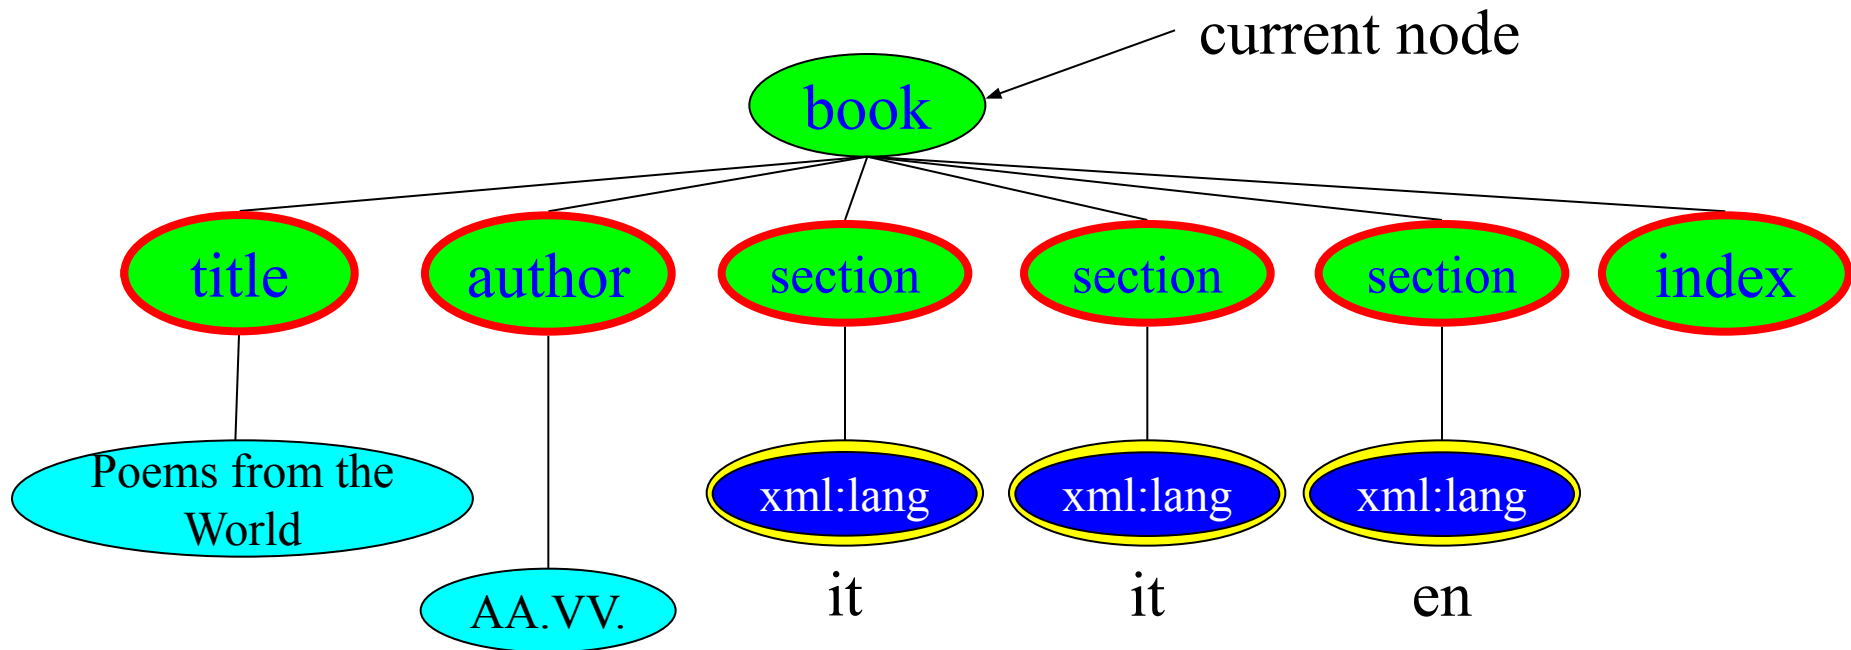 current node
book
title
author
section
section
section
index
Poems from the
World
xml:lang
xml:lang
xml:lang
it
it
en
AA.VV.